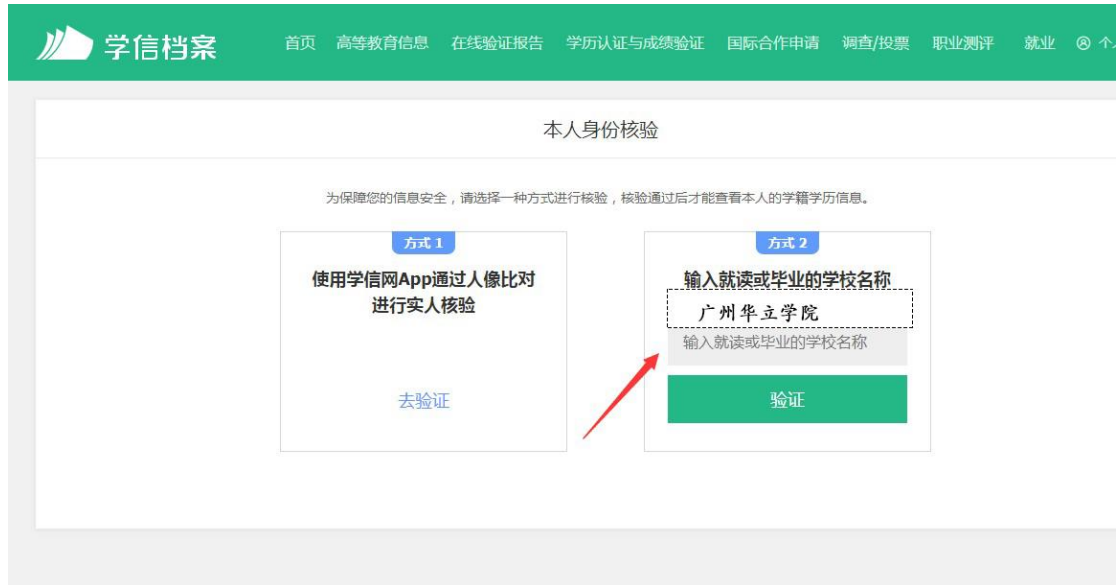 学信档案
首页 高等教育信息 在线验证报告 学历认证与成绩验证 国际合作申请 调查/投票 职业测评 就业 个人
本人身份核验
为保障您的信息安全，请选择一种方式进行核验，核验通过后才能查看本人的学籍学历信息。
方式 1
使用学信网App通过人像比对
进行实人核验
去验证
方式 2
输入就读或毕业的学校名称
广州华立学院
输入就读或毕业的学校名称
验证